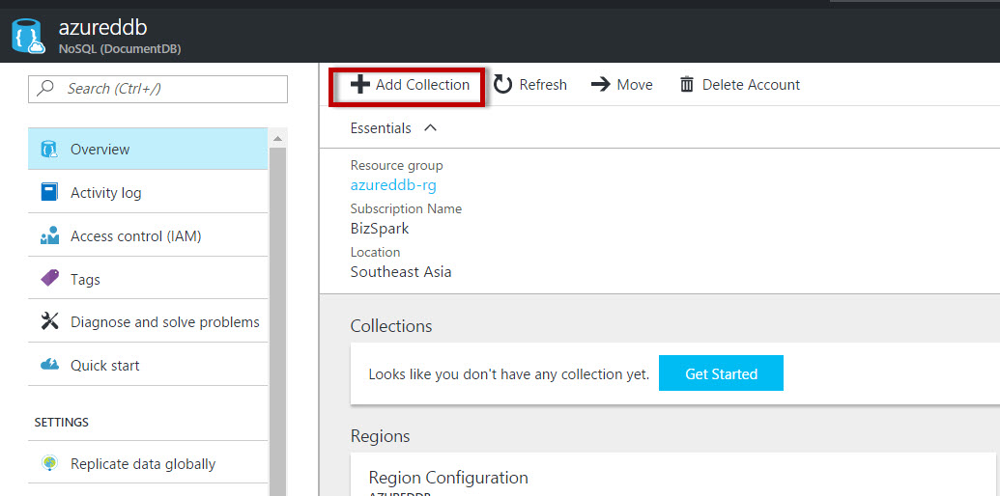 azureddb
NoSQL (DocumentDB)
Search (Ctrl+/)
Overview
Activity log
Access control (IAM)
Tags
Diagnose and solve problems
Quick start
SETTINGS
Replicate data globally
Add Collection Refresh Move Delete Account
Essentials
Resource group
azureddb-rg
Subscription Name
BizSpark
Location
Southeast Asia
Collections
Looks like you don't have any collection yet. Get Started
Regions
Region Configuration
AZUREDDB